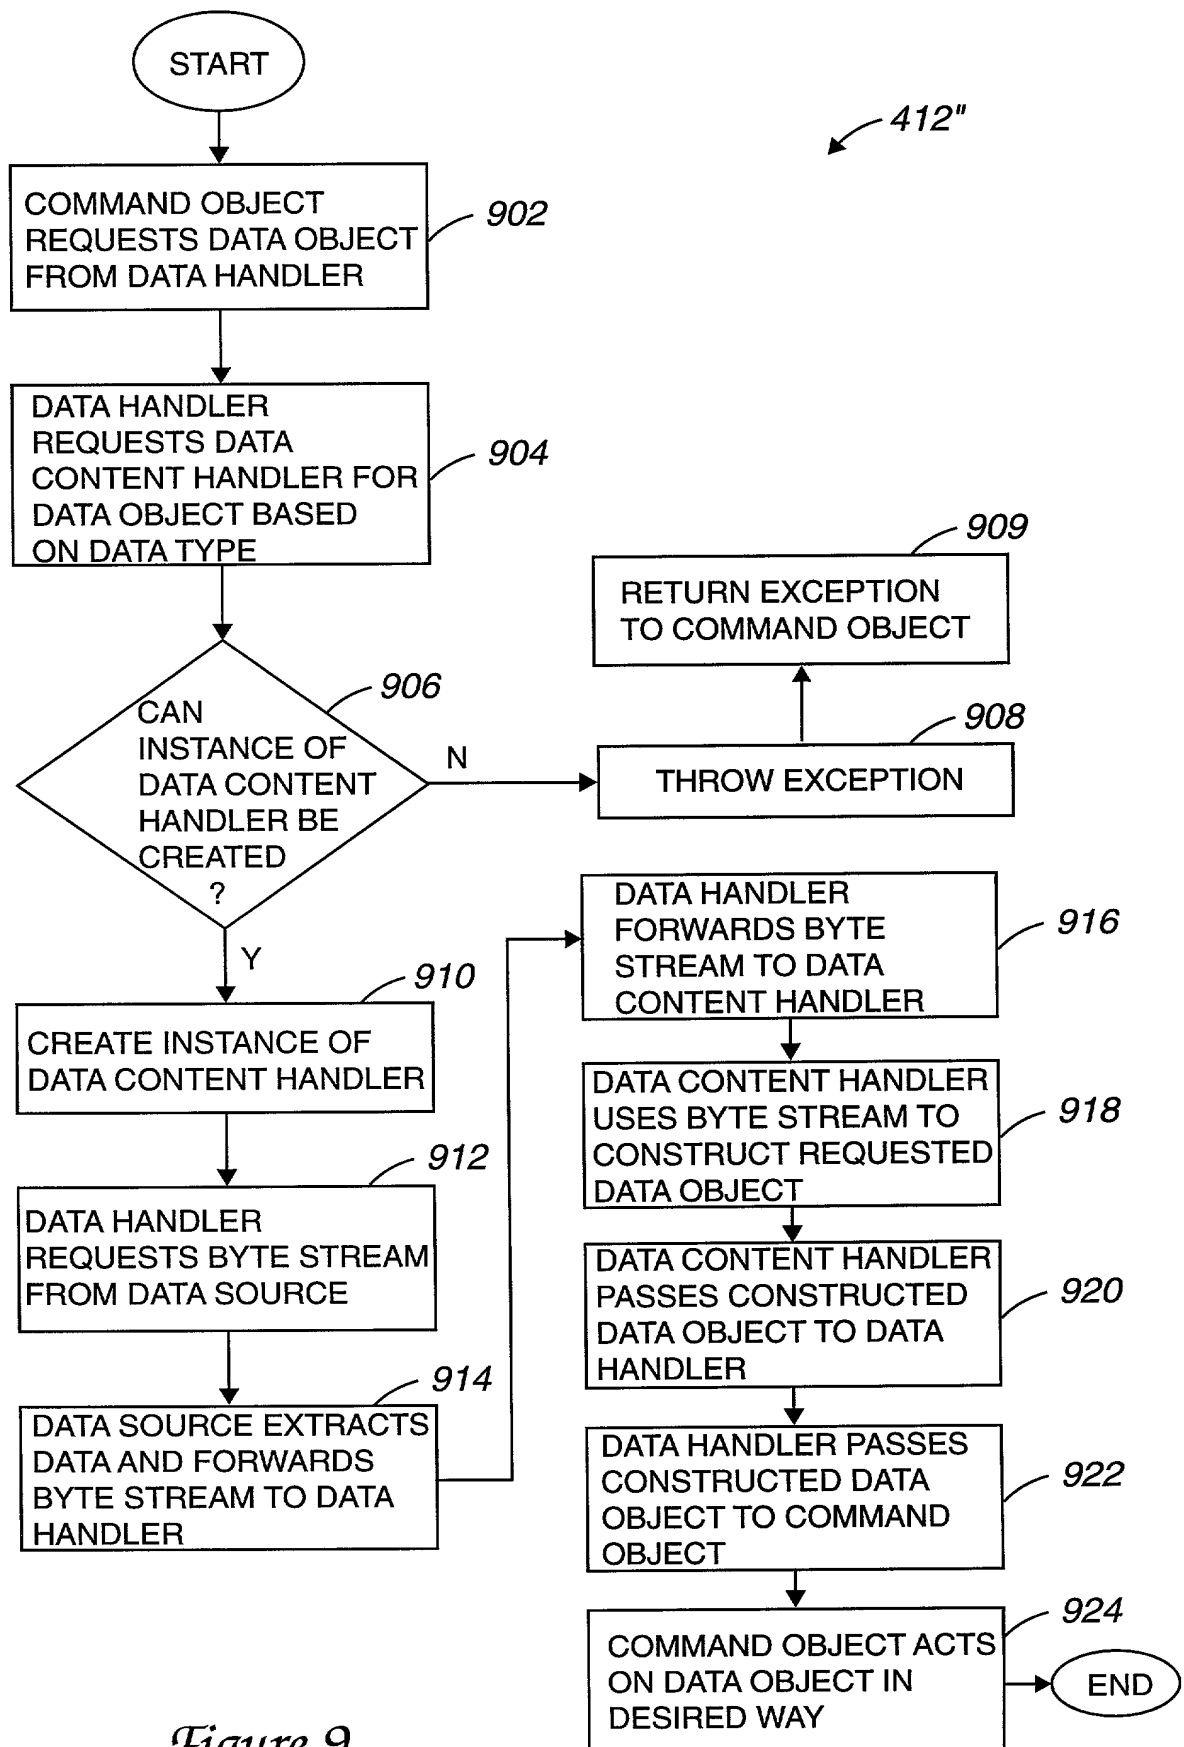 START
412"
COMMAND OBJECT
REQUESTS DATA OBJECT
FROM DATA HANDLER
902
DATA HANDLER
REQUESTS DATA
CONTENT HANDLER FOR
DATA OBJECT BASED
ON DATA TYPE
904
909
RETURN EXCEPTION
TO COMMAND OBJECT
906
CAN
INSTANCE OF
DATA CONTENT
HANDLER BE
CREATED
?
N
908
THROW EXCEPTION
Y
910
CREATE INSTANCE OF
DATA CONTENT HANDLER
912
DATA HANDLER
REQUESTS BYTE STREAM
FROM DATA SOURCE
914
DATA SOURCE EXTRACTS
DATA AND FORWARDS
BYTE STREAM TO DATA
HANDLER
DATA HANDLER
FORWARDS BYTE
STREAM TO DATA
CONTENT HANDLER
916
DATA CONTENT HANDLER
USES BYTE STREAM TO
CONSTRUCT REQUESTED
DATA OBJECT
918
DATA CONTENT HANDLER
PASSES CONSTRUCTED
DATA OBJECT TO DATA
HANDLER
920
DATA HANDLER PASSES
CONSTRUCTED DATA
OBJECT TO COMMAND
OBJECT
922
COMMAND OBJECT ACTS
ON DATA OBJECT IN
DESIRED WAY
924
END
Figure 9